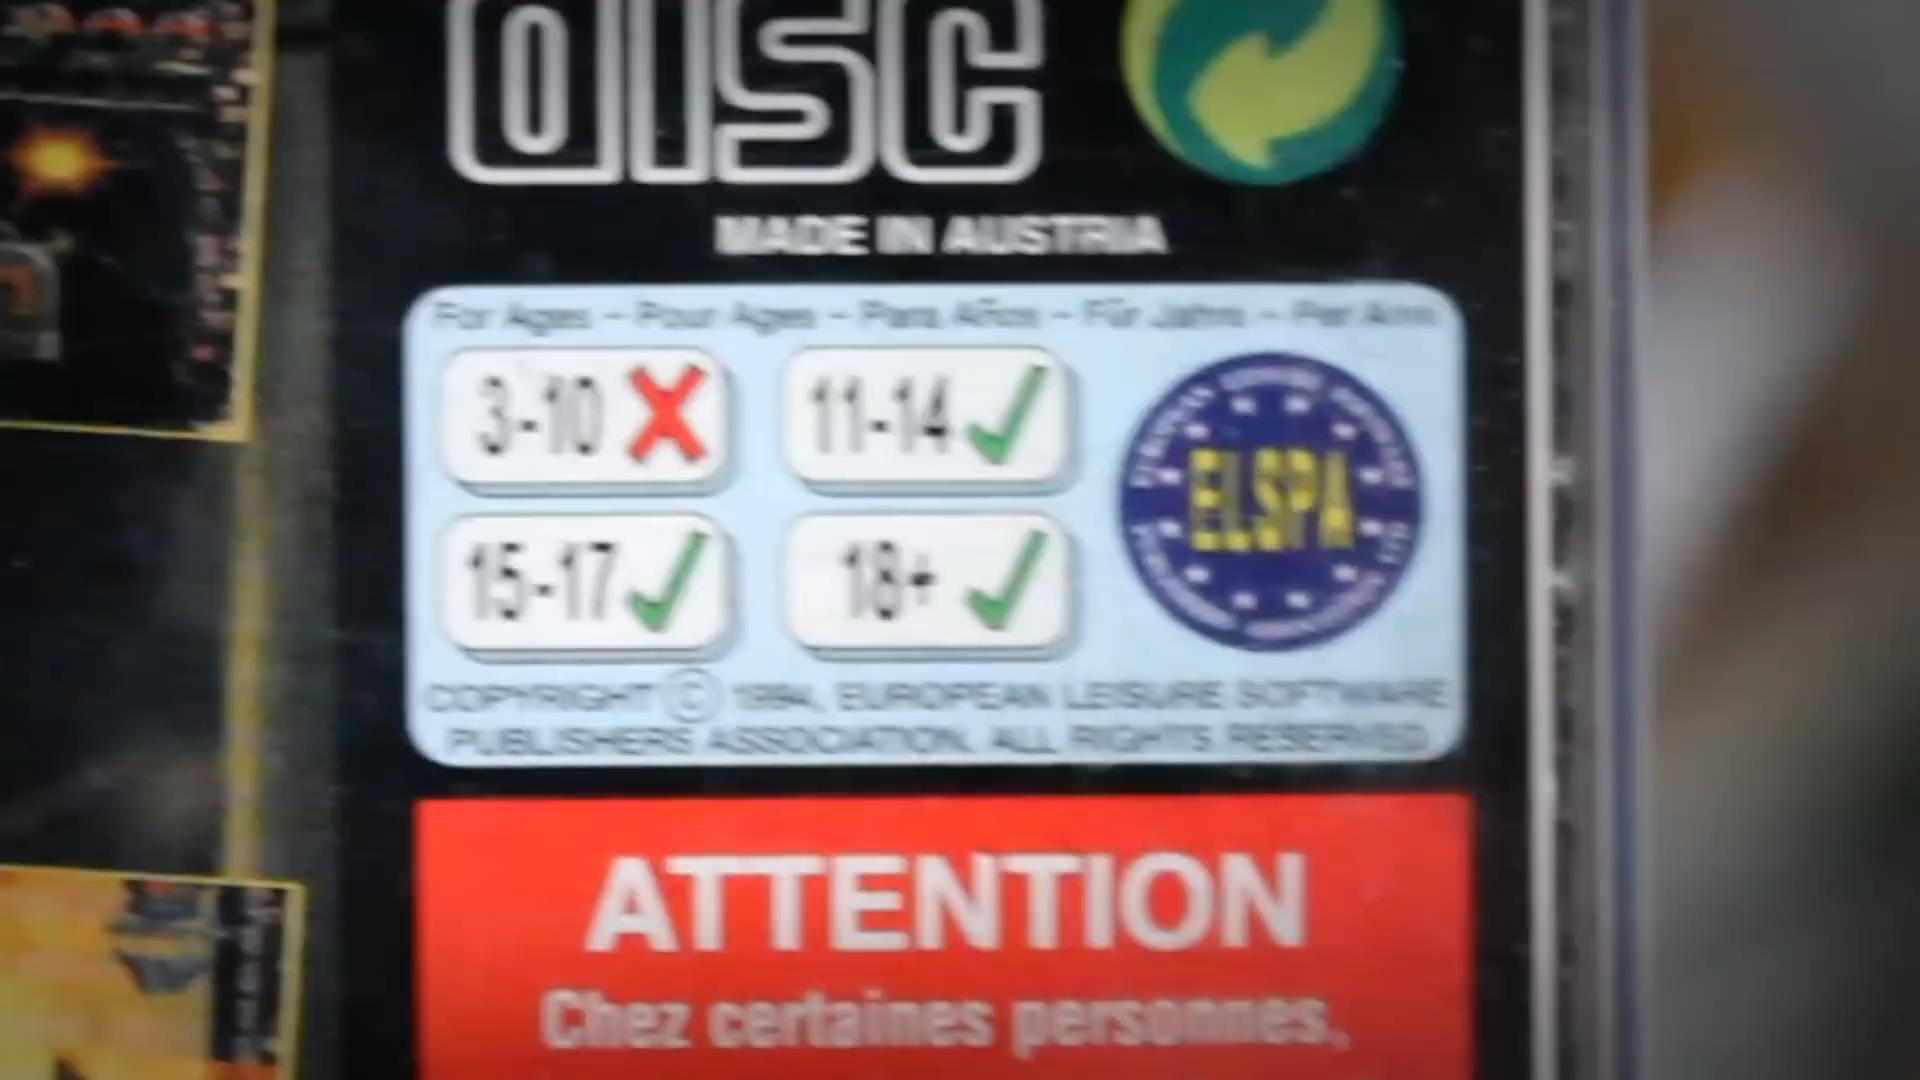 disc
MADE IN AUSTRIA
For Ages - Pour Ages - Para Años - Für Jahre - Per Anni
3-10 11-14
15-17 18+
ELSPA
COPYRIGHT © 1994, EUROPEAN LEISURE SOFTWARE
PUBLISHERS ASSOCIATION. ALL RIGHTS RESERVED
ATTENTION
Chez certaines personnes,